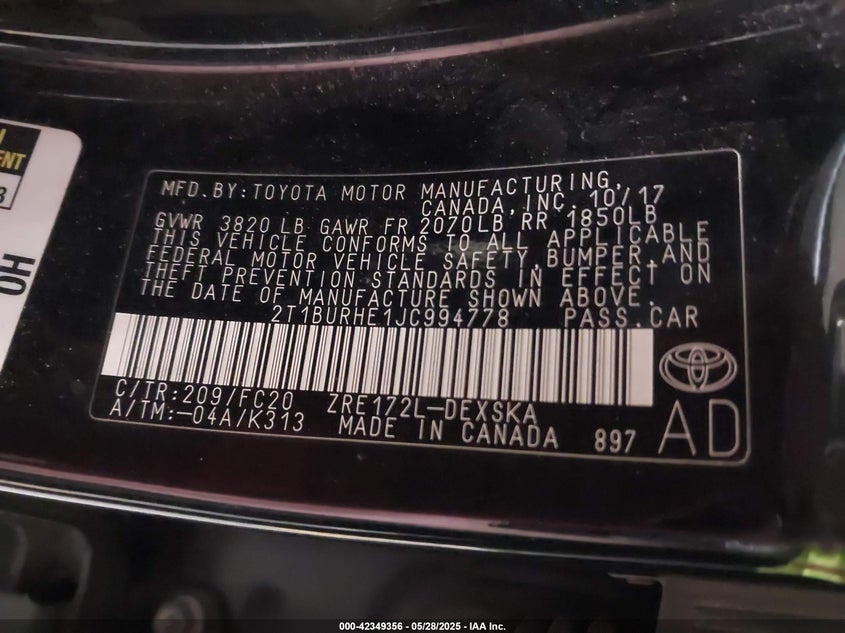 ENT
3
OH
MFD.BY:TOYOTA MOTOR MANUFACTURING,
CANADA,INC. 10/17
GVWR 3820 LB GAWR FR 2070LB,RR 1850LB
THIS VEHICLE CONFORMS TO ALL APPLICABLE
FEDERAL MOTOR VEHICLE SAFETY,BUMPER,AND
THEFT PREVENTION STANDARDS IN EFFECT ON
THE DATE OF MANUFACTURE SHOWN ABOVE.
2T1BURHE1JC994778 PASS.CAR
C/TR:209/FC20 ZRE172L-DEXSKA
A/TM:-04A/K313 MADE IN CANADA 897 AD
000-42349356 — 05/28/2025 - IAA Inc.